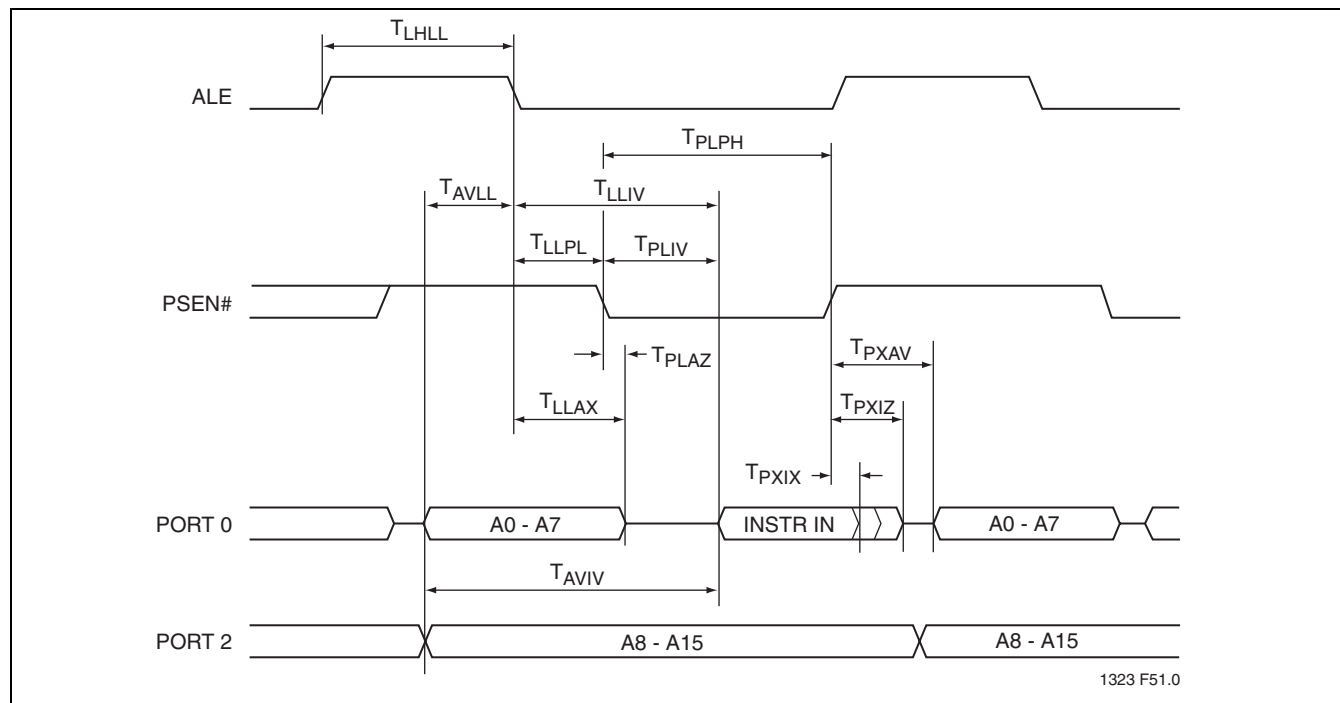 TLHLL
ALE
TPLPH
TAVLL TLLIV
TLLPL TPLIV
PSEN#
TPLAZ TPXAV
TLLAX TPXIZ
TPXIX
PORT 0 A0 - A7 INSTR IN A0 - A7
TAVIV
PORT 2 A8 - A15 A8 - A15
1323 F51.0